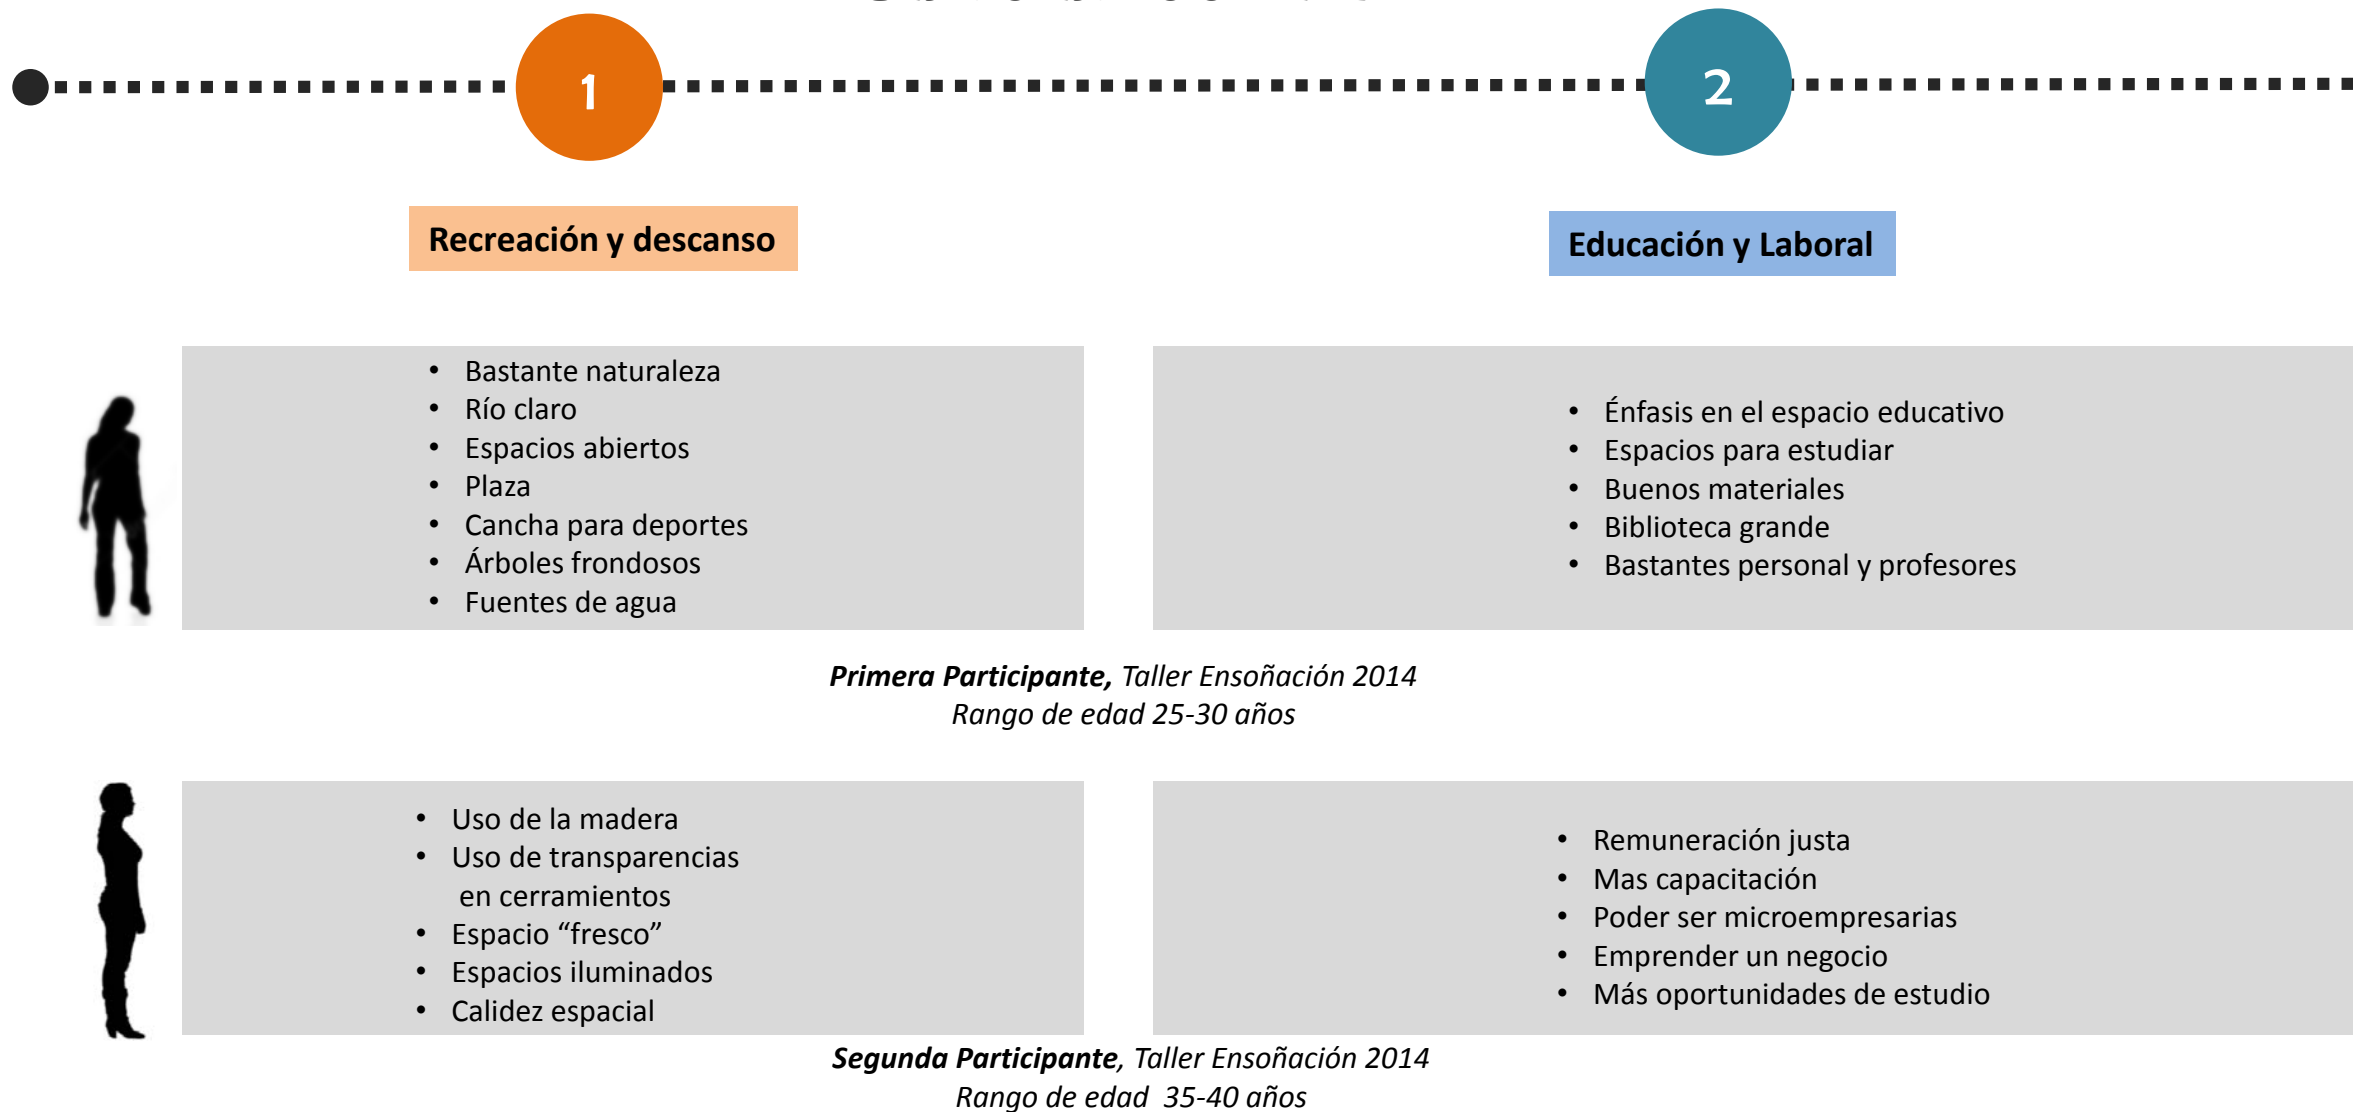 1
2
Recreación y descanso
Educación y Laboral
• Bastante naturaleza
• Río claro
• Espacios abiertos
• Plaza
• Cancha para deportes
• Árboles frondosos
• Fuentes de agua
• Énfasis en el espacio educativo
• Espacios para estudiar
• Buenos materiales
• Biblioteca grande
• Bastantes personal y profesores
Primera Participante, Taller Ensoñación 2014
Rango de edad 25-30 años
• Uso de la madera
• Uso de transparencias
en cerramientos
• Espacio “fresco”
• Espacios iluminados
• Calidez espacial
• Remuneración justa
• Mas capacitación
• Poder ser microempresarias
• Emprender un negocio
• Más oportunidades de estudio
Segunda Participante, Taller Ensoñación 2014
Rango de edad 35-40 años